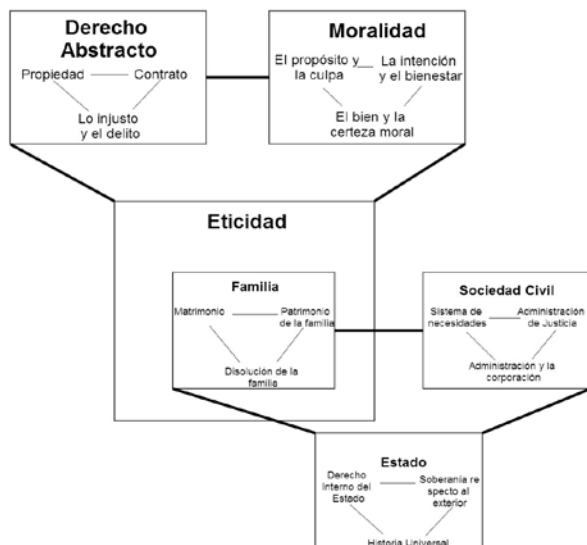 Derecho
Abstracto
Propiedad
Contrato
Lo injusto
y el delito
Moralidad
El propósito y
la culpa
La intención
y el bienestar
El bien y la
certeza moral
Eticidad
Familia
Matrimonio
Patrimonio
de la familia
Disolución de la
familia
Sociedad Civil
Sistema de
necesidades
Administración
de Justicia
Administración y la
corporación
Estado
Derecho
Interno del
Estado
Soberanía re
specto al
exterior
Historia Universal